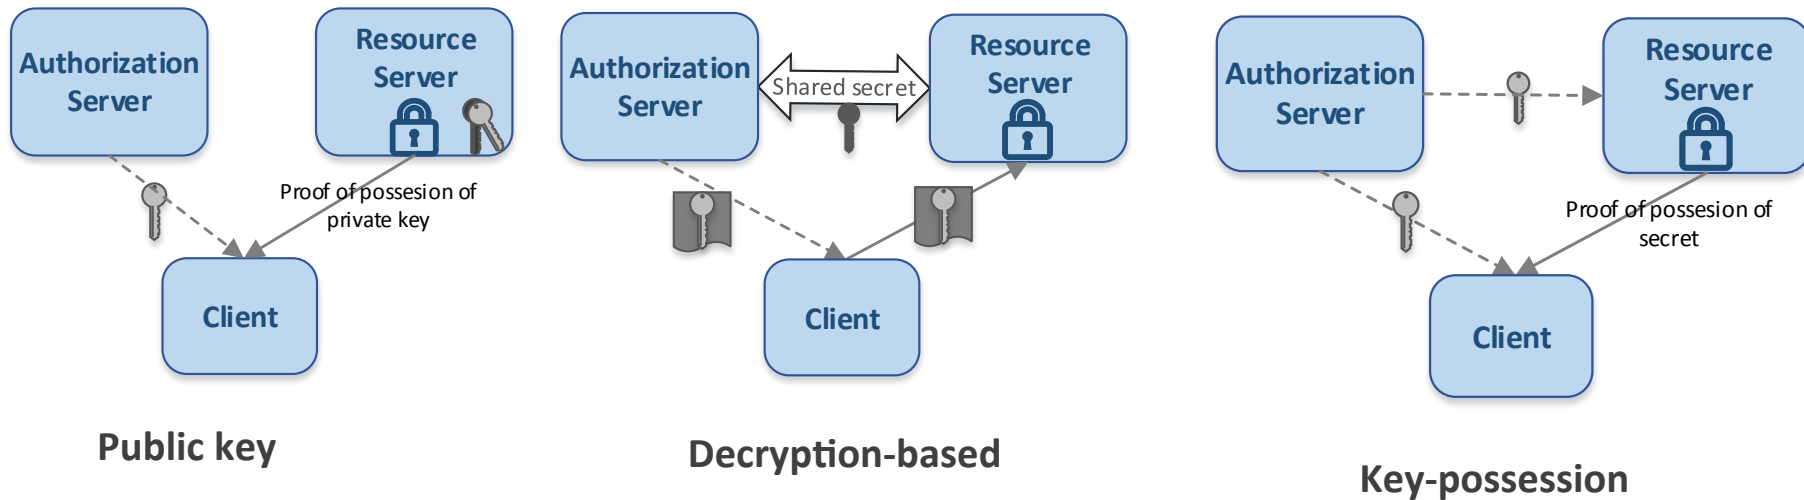 Authorization
Server
Resource
Server
Proof of possesion of
private key
Client
Public key
Authorization
Server
Shared secret
Resource
Server
Client
Decryption-based
Authorization
Server
Resource
Server
Proof of possesion of
secret
Client
Key-possession